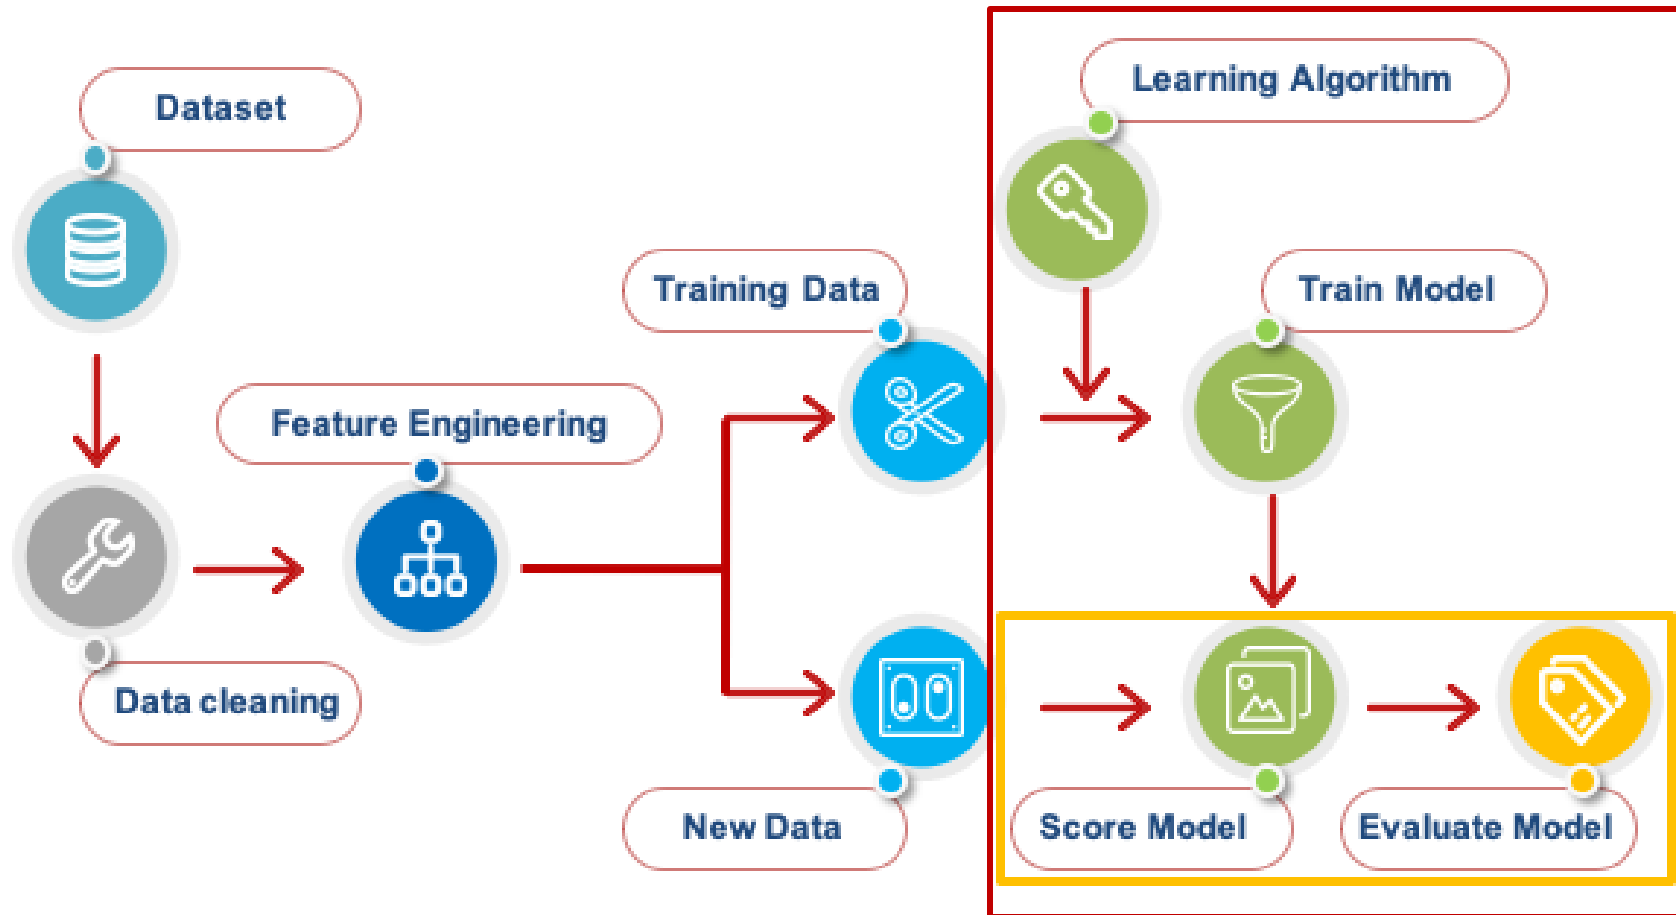 Dataset
Learning Algorithm
Training Data
Train Model
Feature Engineering
Data cleaning
New Data
Score Model
Evaluate Model